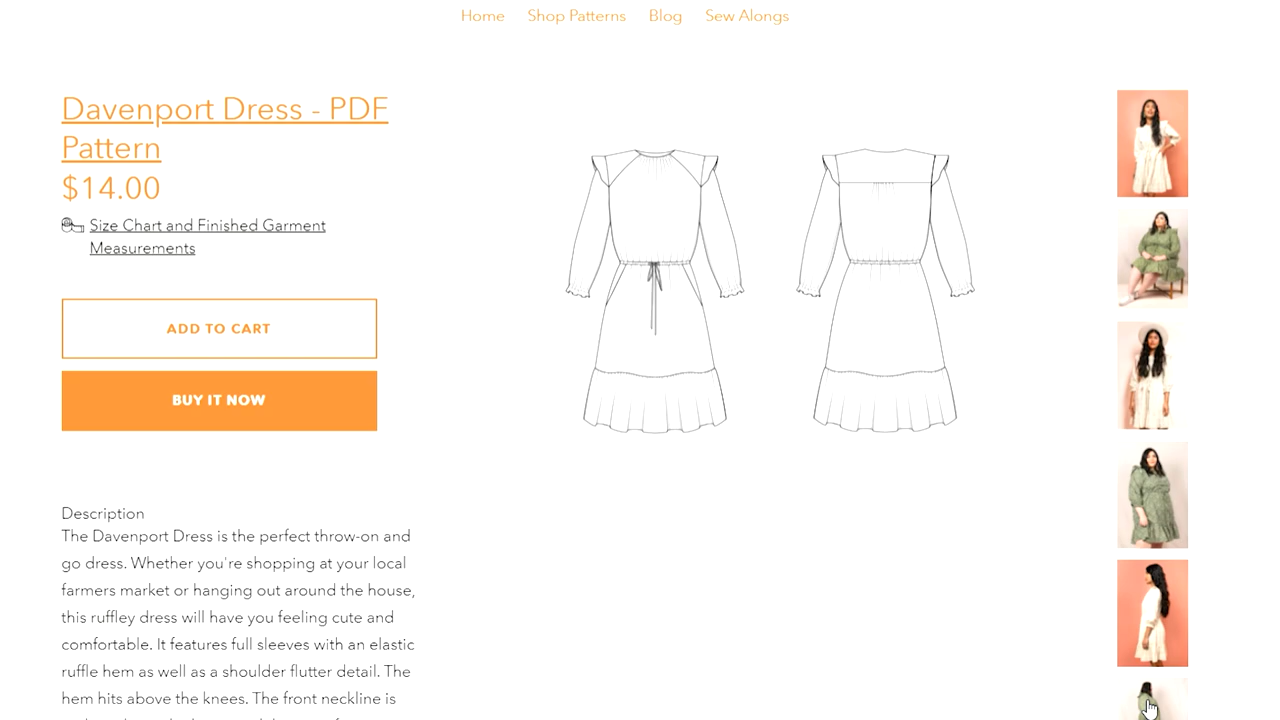 Home Shop Patterns Blog Sew Alongs
Davenport Dress - PDF
Pattern
$14.00
Size Chart and Finished Garment
Measurements
ADD TO CART
BUY IT NOW
Description
The Davenport Dress is the perfect throw-on and
go dress. Whether you're shopping at your local
farmers market or hanging out around the house,
this ruffley dress will have you feeling cute and
comfortable. It features full sleeves with an elastic
ruffle hem as well as a shoulder flutter detail. The
hem hits above the knees. The front neckline is